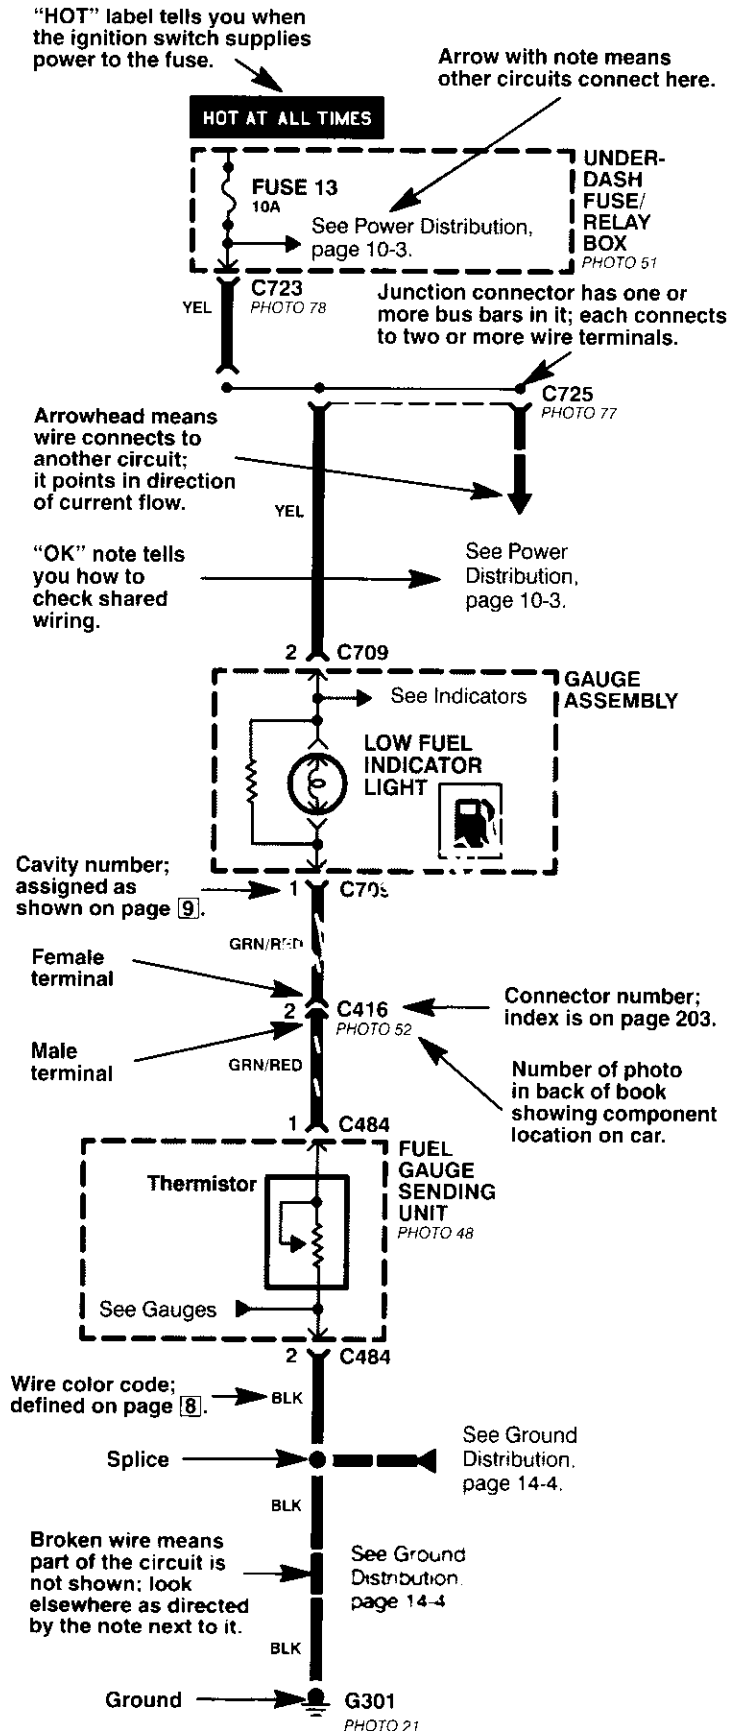 “HOT” label tells you when
the ignition switch supplies
power to the fuse.
Arrow with note means
other circuits connect here.
HOT AT ALL TIMES
FUSE 13
10A
See Power Distribution,
page 10-3.
UNDER-
DASH
FUSE/
RELAY
BOX
PHOTO 51
YEL
C723
PHOTO 78
Junction connector has one or
more bus bars in it; each connects
to two or more wire terminals.
C725
PHOTO 77
Arrowhead means
wire connects to
another circuit;
it points in direction
of current flow.
YEL
“OK” note tells
you how to
check shared
wiring.
See Power
Distribution,
page 10-3.
2 C709
GAUGE
ASSEMBLY
See Indicators
LOW FUEL
INDICATOR
LIGHT
Cavity number;
assigned as
shown on page 9.
1 C709
GRN/RED
Female
terminal
2 C416
PHOTO 52
Connector number;
index is on page 203.
Male
terminal
GRN/RED
Number of photo
in back of book
showing component
location on car.
1 C484
FUEL
GAUGE
SENDING
UNIT
PHOTO 48
Thermistor
See Gauges
2 C484
Wire color code;
defined on page 8.
BLK
Splice
See Ground
Distribution,
page 14-4.
BLK
Broken wire means
part of the circuit is
not shown; look
elsewhere as directed
by the note next to it.
See Ground
Distribution,
page 14-4
BLK
Ground
G301
PHOTO 21